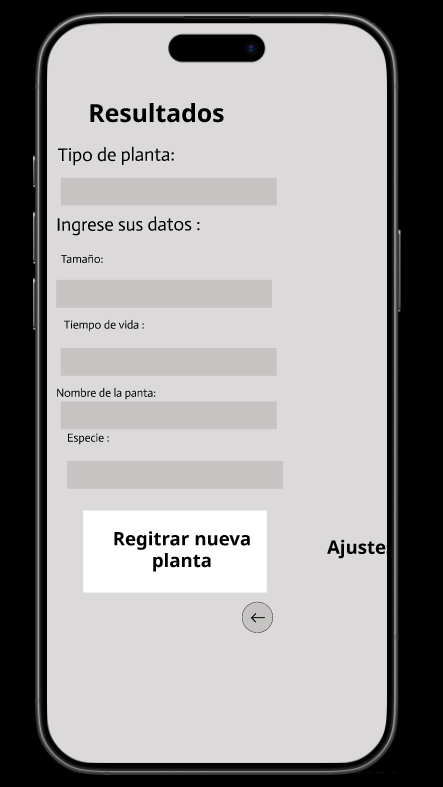 Resultados
Tipo de planta:
Ingrese sus datos :
Tamaño:
Tiempo de vida :
Nombre de la panta:
Especie :
Regitrar nueva
planta
Ajuste